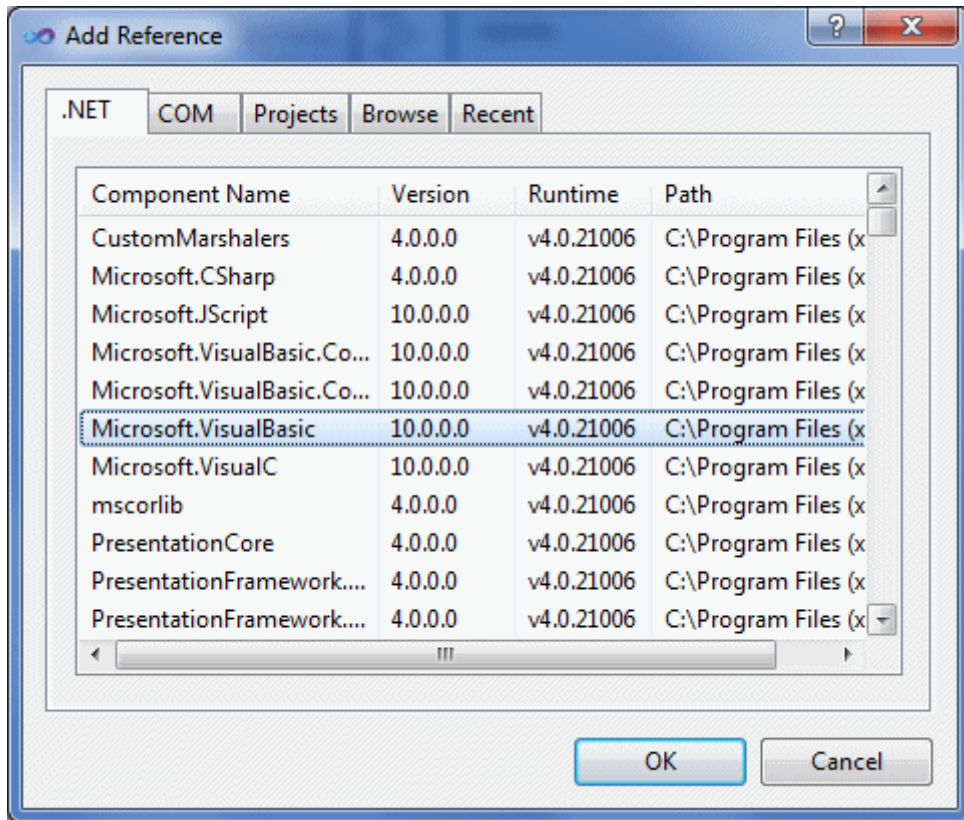 Add Reference
.NET COM Projects Browse Recent
Component Name Version Runtime Path
CustomMarshalers 4.0.0.0 v4.0.21006 C:\Program Files (x
Microsoft.CSharp 4.0.0.0 v4.0.21006 C:\Program Files (x
Microsoft.JScript 10.0.0.0 v4.0.21006 C:\Program Files (x
Microsoft.VisualBasic.Co... 10.0.0.0 v4.0.21006 C:\Program Files (x
Microsoft.VisualBasic.Co... 10.0.0.0 v4.0.21006 C:\Program Files (x
Microsoft.VisualBasic 10.0.0.0 v4.0.21006 C:\Program Files (x
Microsoft.VisualC 10.0.0.0 v4.0.21006 C:\Program Files (x
mscorlib 4.0.0.0 v4.0.21006 C:\Program Files (x
PresentationCore 4.0.0.0 v4.0.21006 C:\Program Files (x
PresentationFramework.... 4.0.0.0 v4.0.21006 C:\Program Files (x
PresentationFramework.... 4.0.0.0 v4.0.21006 C:\Program Files (x
OK Cancel